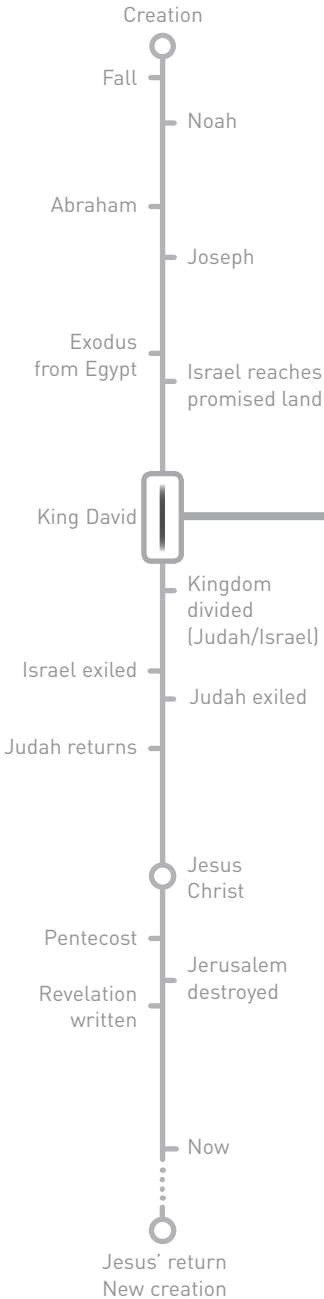 Creation
Fall
Noah
Abraham
Joseph
Exodus
from Egypt
Israel reaches
promised land
King David
Kingdom
divided
(Judah/Israel)
Israel exiled
Judah exiled
Judah returns
Jesus
Christ
Pentecost
Jerusalem
destroyed
Revelation
written
Now
Jesus’ return
New creation